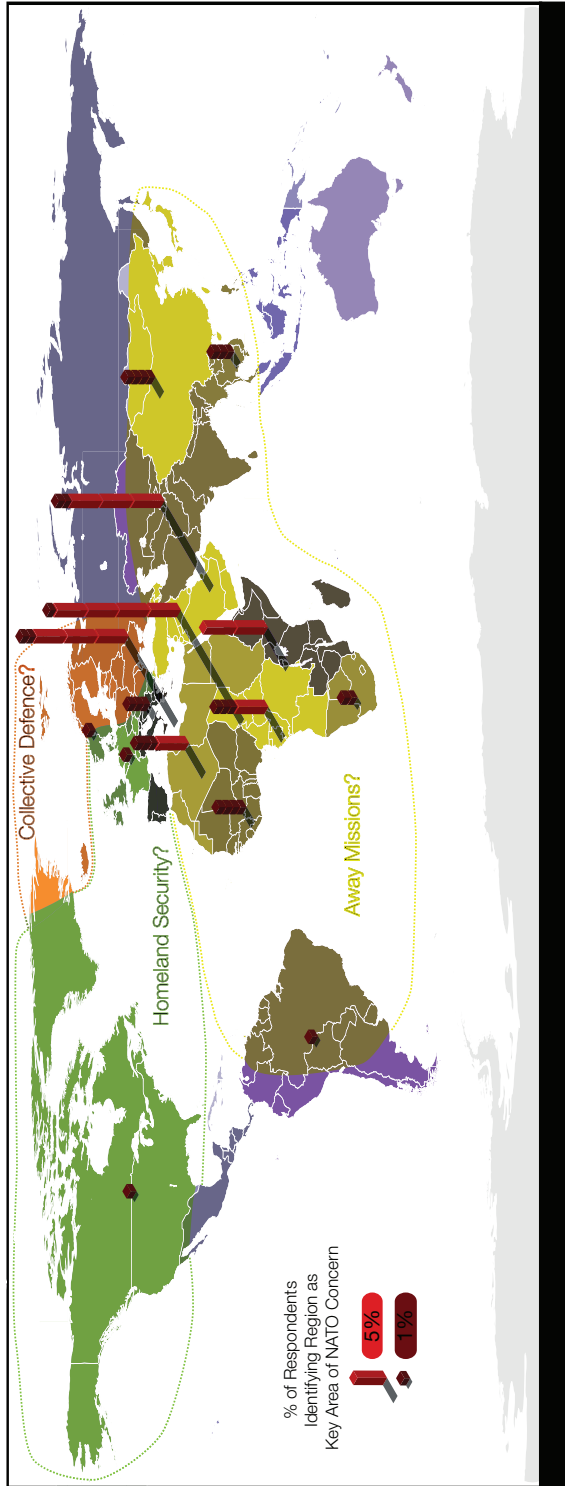 Collective Defence?
Homeland Security?
Away Missions?
% of Respondents
Identifying Region as
Key Area of NATO Concern
5%
1%